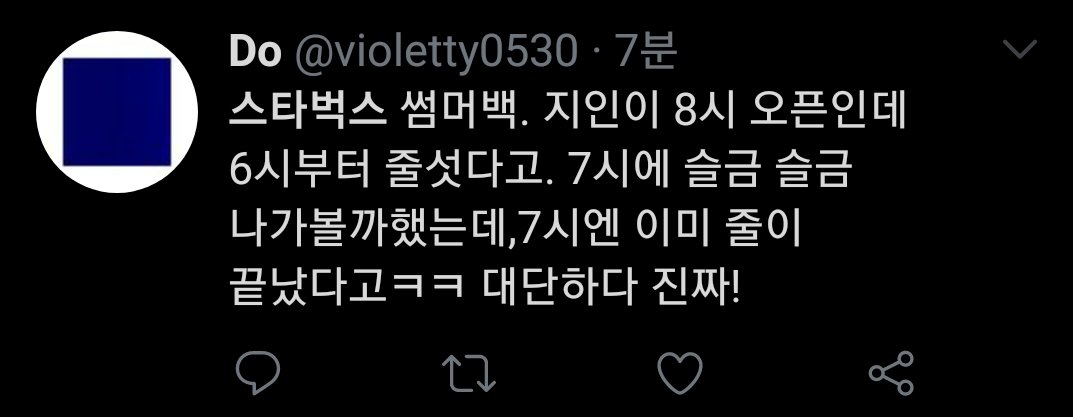 Do @violetty0530 · 7분
스타벅스 썸머백. 지인이 8시 오픈인데
6시부터 줄섯다고. 7시에 슬금 슬금
나가볼까했는데,7시엔 이미 줄이
끝났다고ㅋㅋ 대단하다 진짜!